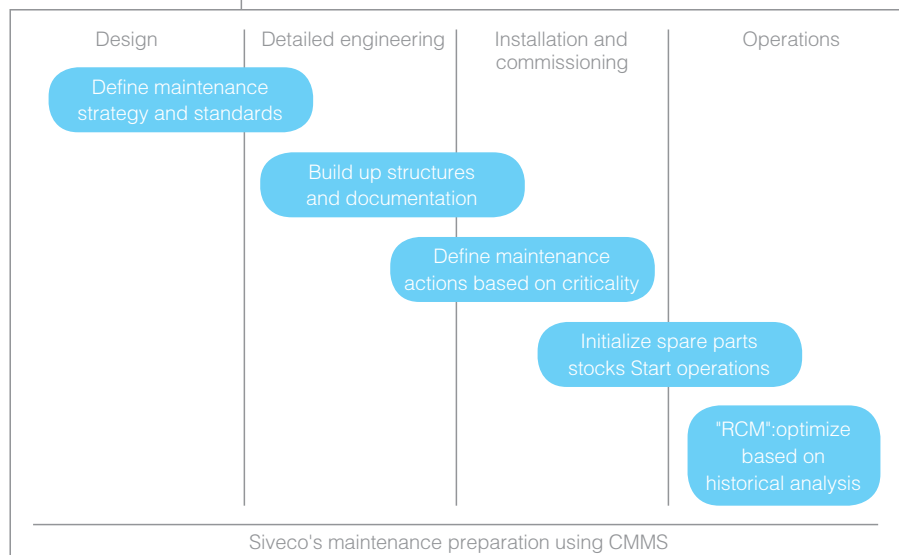 Design
Detailed engineering
Installation and
commissioning
Operations
Define maintenance
strategy and standards
Build up structures
and documentation
Define maintenance
actions based on criticality
Initialize spare parts
stocks Start operations
"RCM":optimize
based on
historical analysis
Siveco's maintenance preparation using CMMS